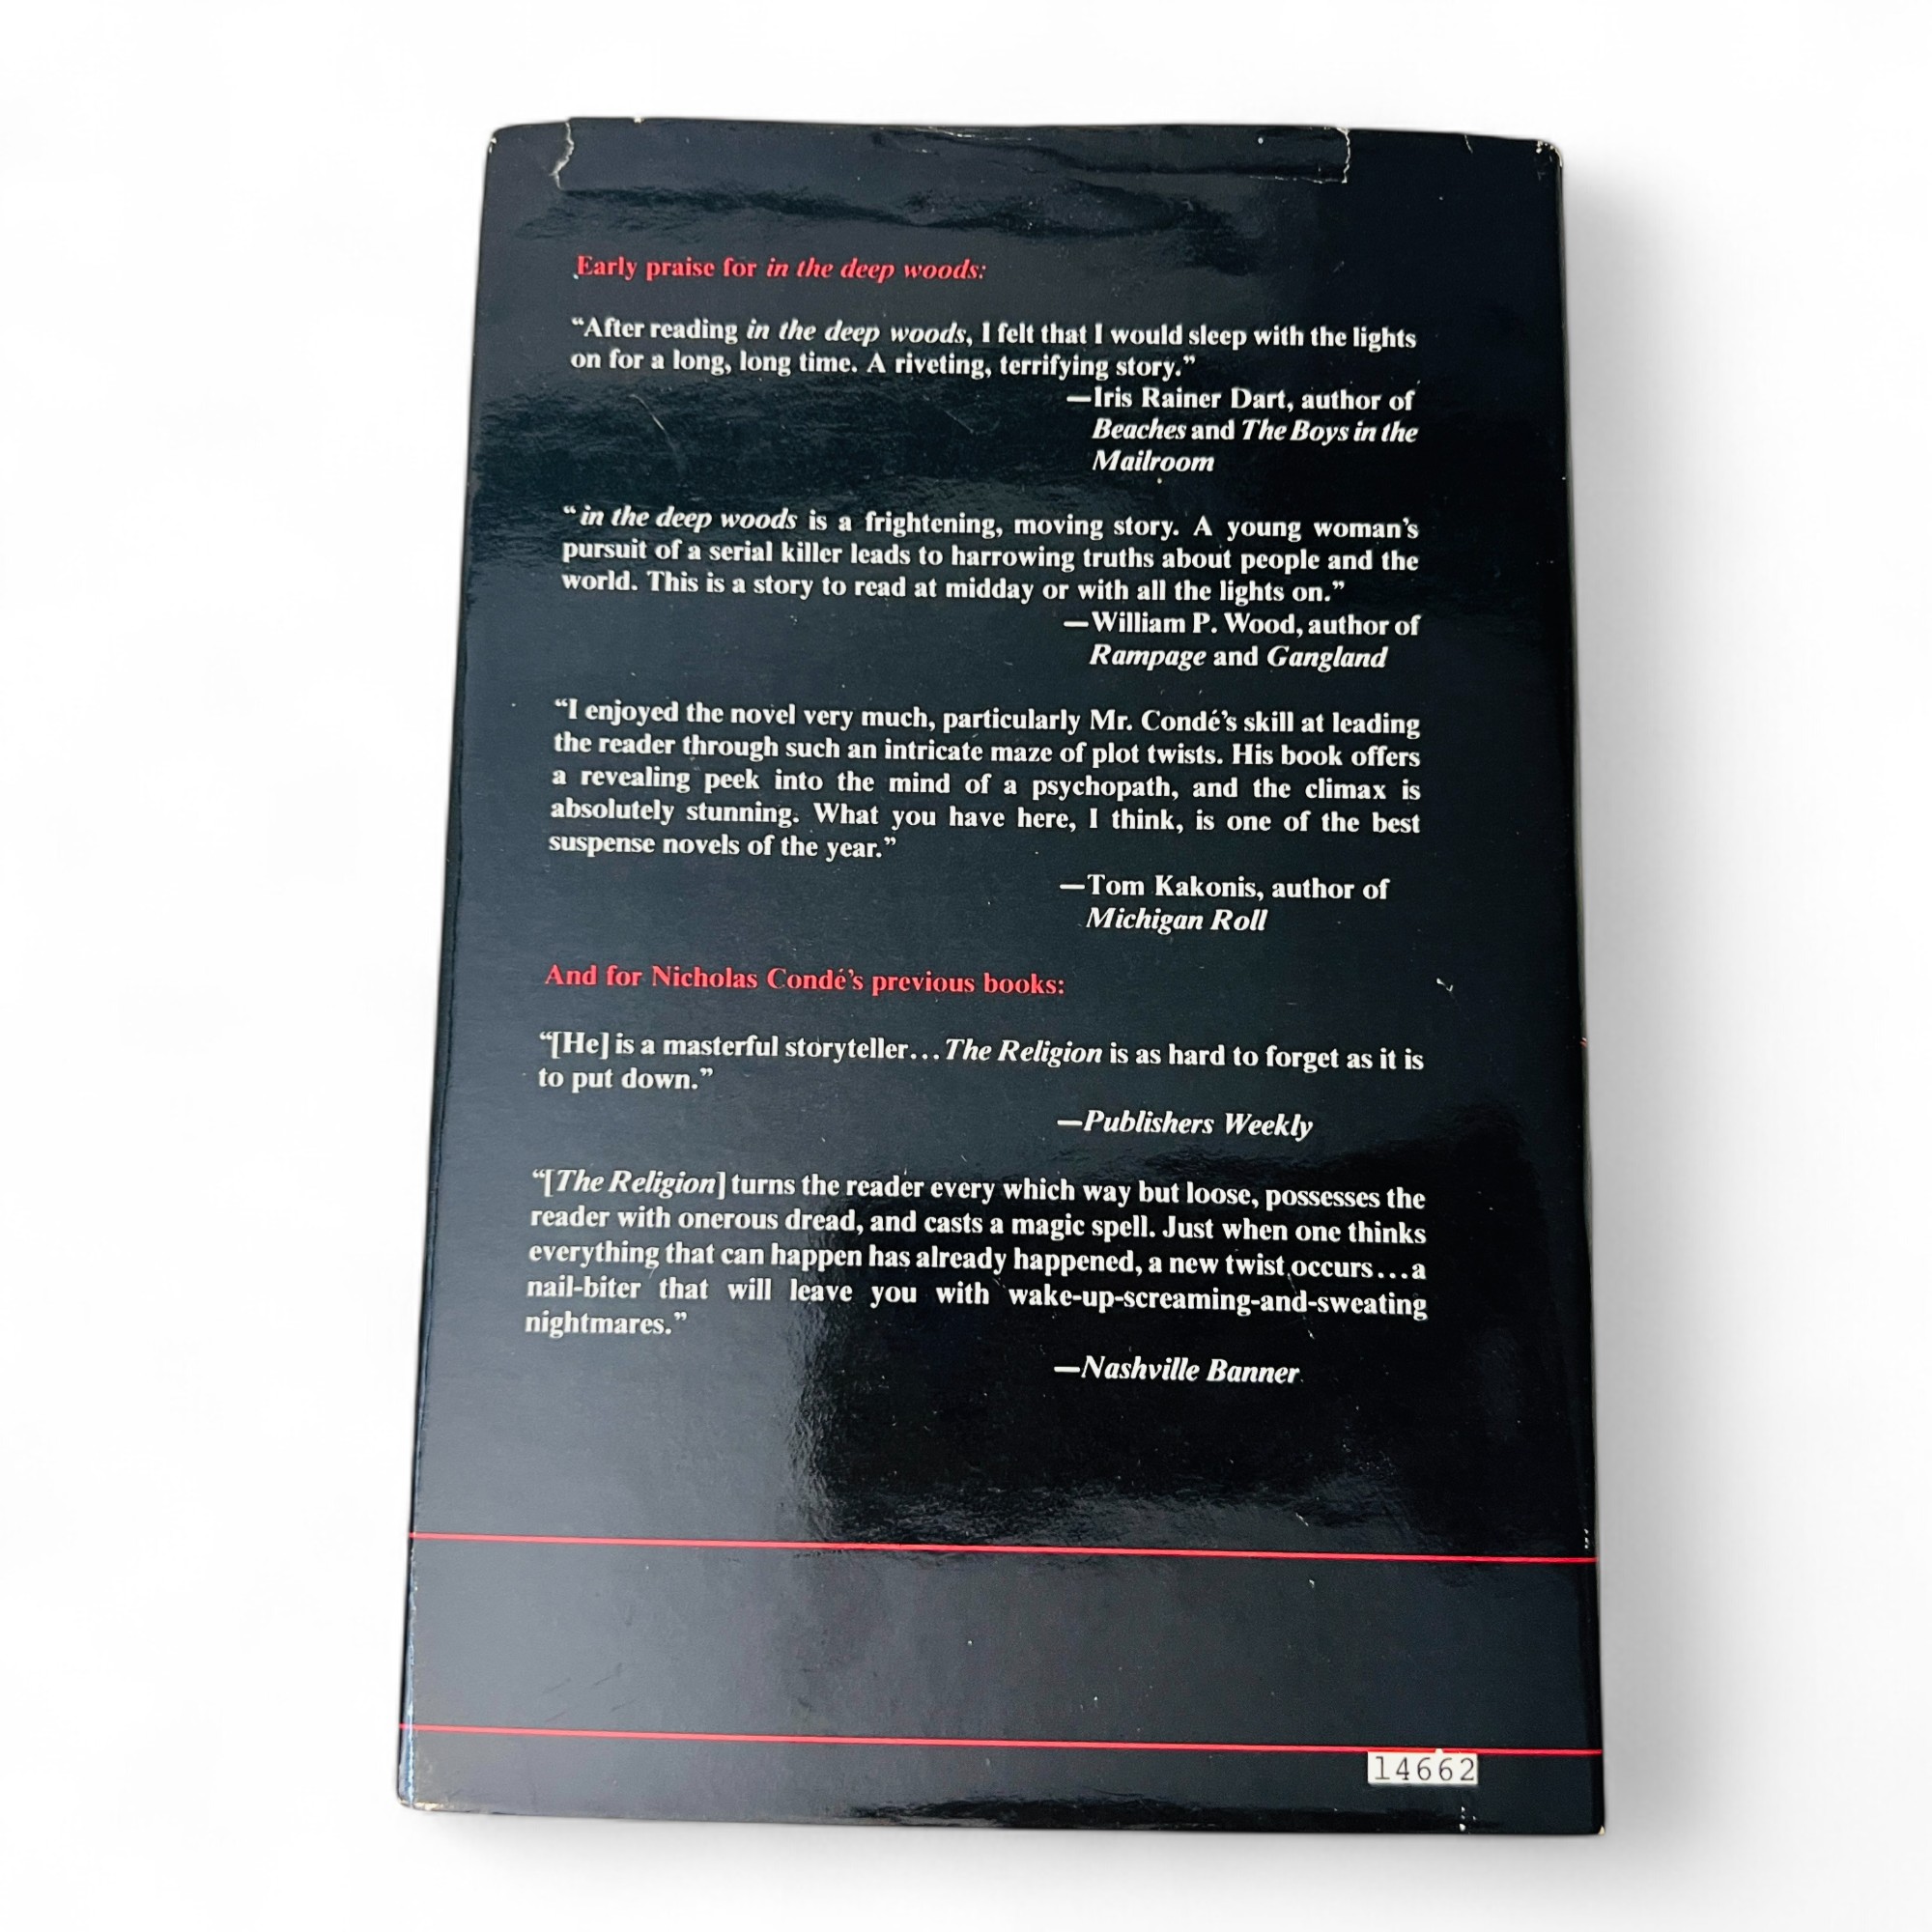 Early praise for in the deep woods:
“After reading in the deep woods, I felt that I would sleep with the lights
on for a long, long time. A riveting, terrifying story.”
—Iris Rainer Dart, author of
Beaches and The Boys in the
Mailroom
“in the deep woods is a frightening, moving story. A young woman’s
pursuit of a serial killer leads to harrowing truths about people and the
world. This is a story to read at midday or with all the lights on.”
—William P. Wood, author of
Rampage and Gangland
“I enjoyed the novel very much, particularly Mr. Condé’s skill at leading
the reader through such an intricate maze of plot twists. His book offers
a revealing peek into the mind of a psychopath, and the climax is
absolutely stunning. What you have here, I think, is one of the best
suspense novels of the year.”
—Tom Kakonis, author of
Michigan Roll
And for Nicholas Condé’s previous books:
“[He] is a masterful storyteller...The Religion is as hard to forget as it is
to put down.”
—Publishers Weekly
“[The Religion] turns the reader every which way but loose, possesses the
reader with onerous dread, and casts a magic spell. Just when one thinks
everything that can happen has already happened, a new twist occurs...a
nail-biter that will leave you with wake-up-screaming-and-sweating
nightmares.”
—Nashville Banner
14662